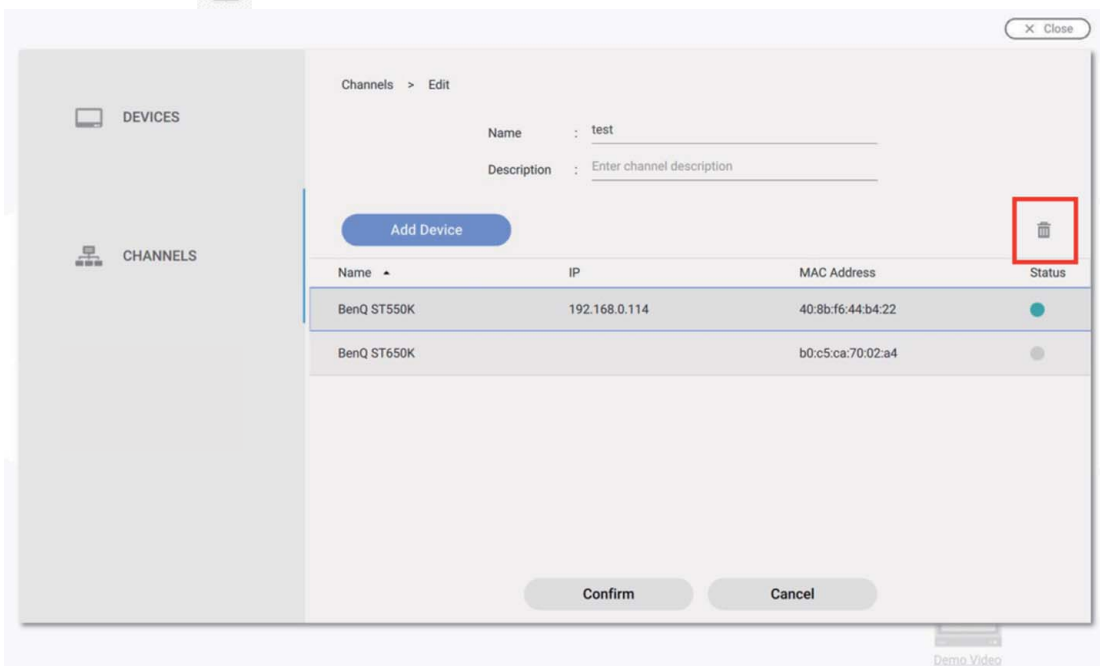 × Close
Channels > Edit
DEVICES
Name : test
Description : Enter channel description
Add Device
CHANNELS
Name ▲ IP MAC Address Status
BenQ ST550K 192.168.0.114 40:8b:f6:44:b4:22
BenQ ST650K b0:c5:ca:70:02:a4
Confirm Cancel
Demo Video